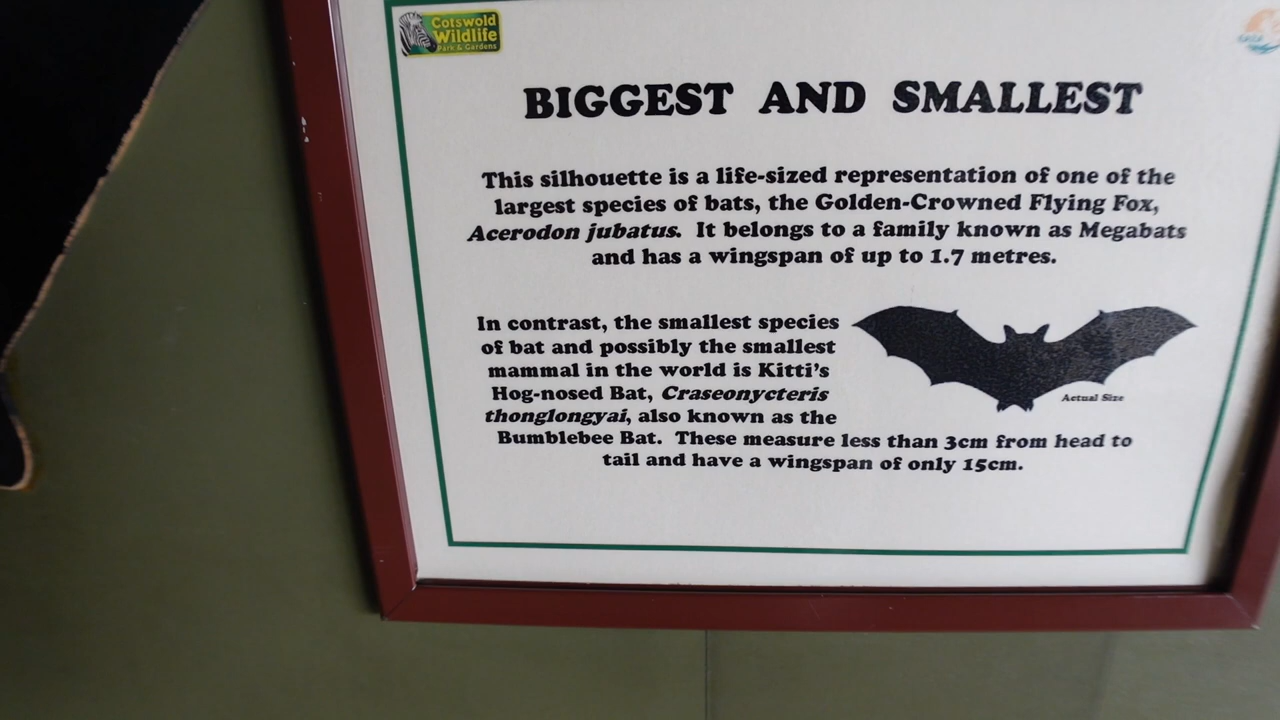 Cotswold
Wildlife
Park & Gardens
BIGGEST AND SMALLEST
This silhouette is a life-sized representation of one of the
largest species of bats, the Golden-Crowned Flying Fox,
Acerodon jubatus. It belongs to a family known as Megabats
and has a wingspan of up to 1.7 metres.
In contrast, the smallest species
of bat and possibly the smallest
mammal in the world is Kitti's
Hog-nosed Bat, Craseonycteris
thonglongyai, also known as the
Bumblebee Bat. These measure less than 3cm from head to
tail and have a wingspan of only 15cm.
Actual Size